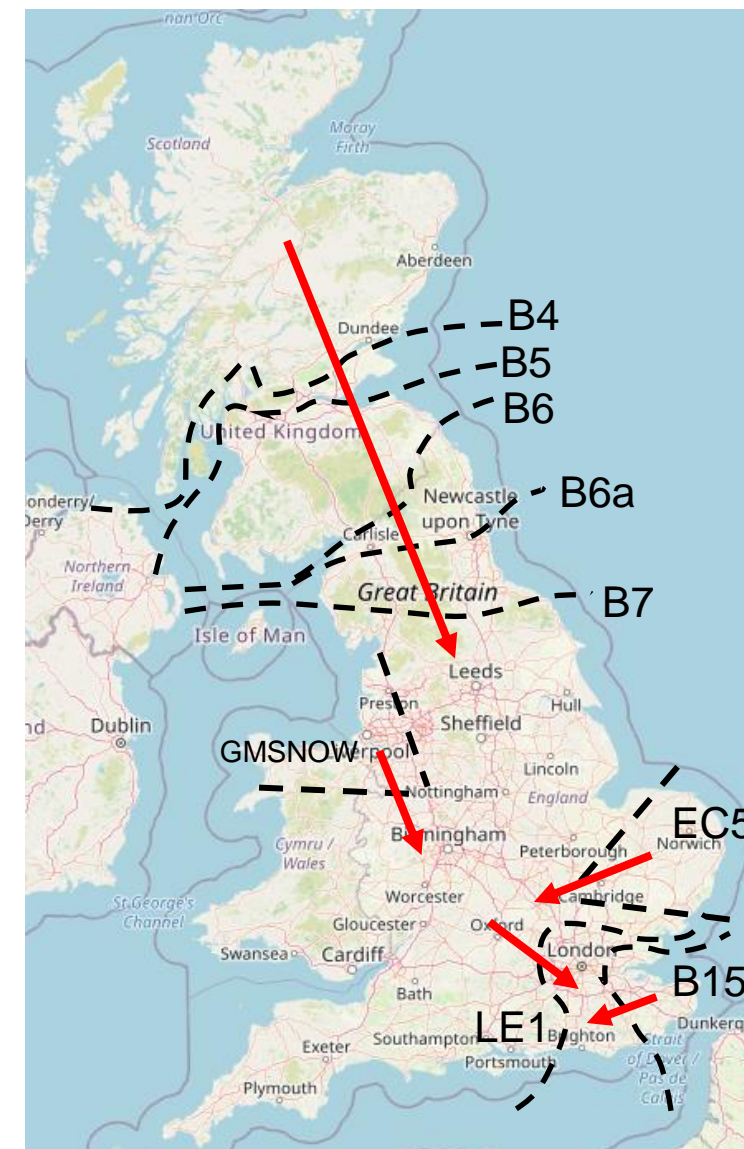 nan'Orc
Moray
Firth
Scotland
Aberdeen
B4
Dundee
B5
B6
United Kingdom
B6a
onderry/
Derry
Newcastle
upon Tyne
Carlisle
Northern
Ireland
Great Britain
B7
Isle of Man
Leeds
Preston
Hull
Sheffield
nd
Dublin
GMSNOW
Liverpool
Lincoln
Nottingham
England
EC5
Birmingham
Norwich
Cymru /
Wales
Peterborough
Worcester
Cambridge
St George's
Channel
Gloucester
Oxford
Swansea
Cardiff
London
Bath
B15
LE1
Dunkerq
Southampton
Brighton
Exeter
Portsmouth
Strait
of Dover /
Pas de
Calais
Plymouth